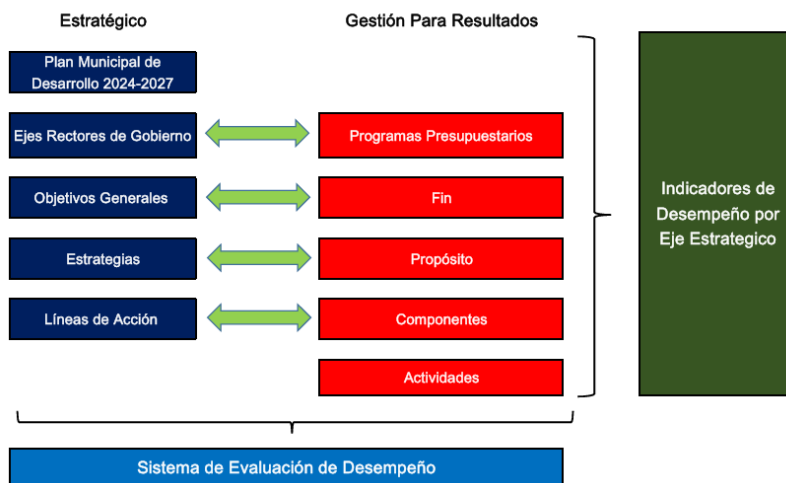 Estratégico
Gestión Para Resultados
Plan Municipal de
Desarrollo 2024-2027
Ejes Rectores de Gobierno
Programas Presupuestarios
Objetivos Generales
Fin
Estrategias
Propósito
Líneas de Acción
Componentes
Actividades
Indicadores de
Desempeño por
Eje Estrategico
Sistema de Evaluación de Desempeño